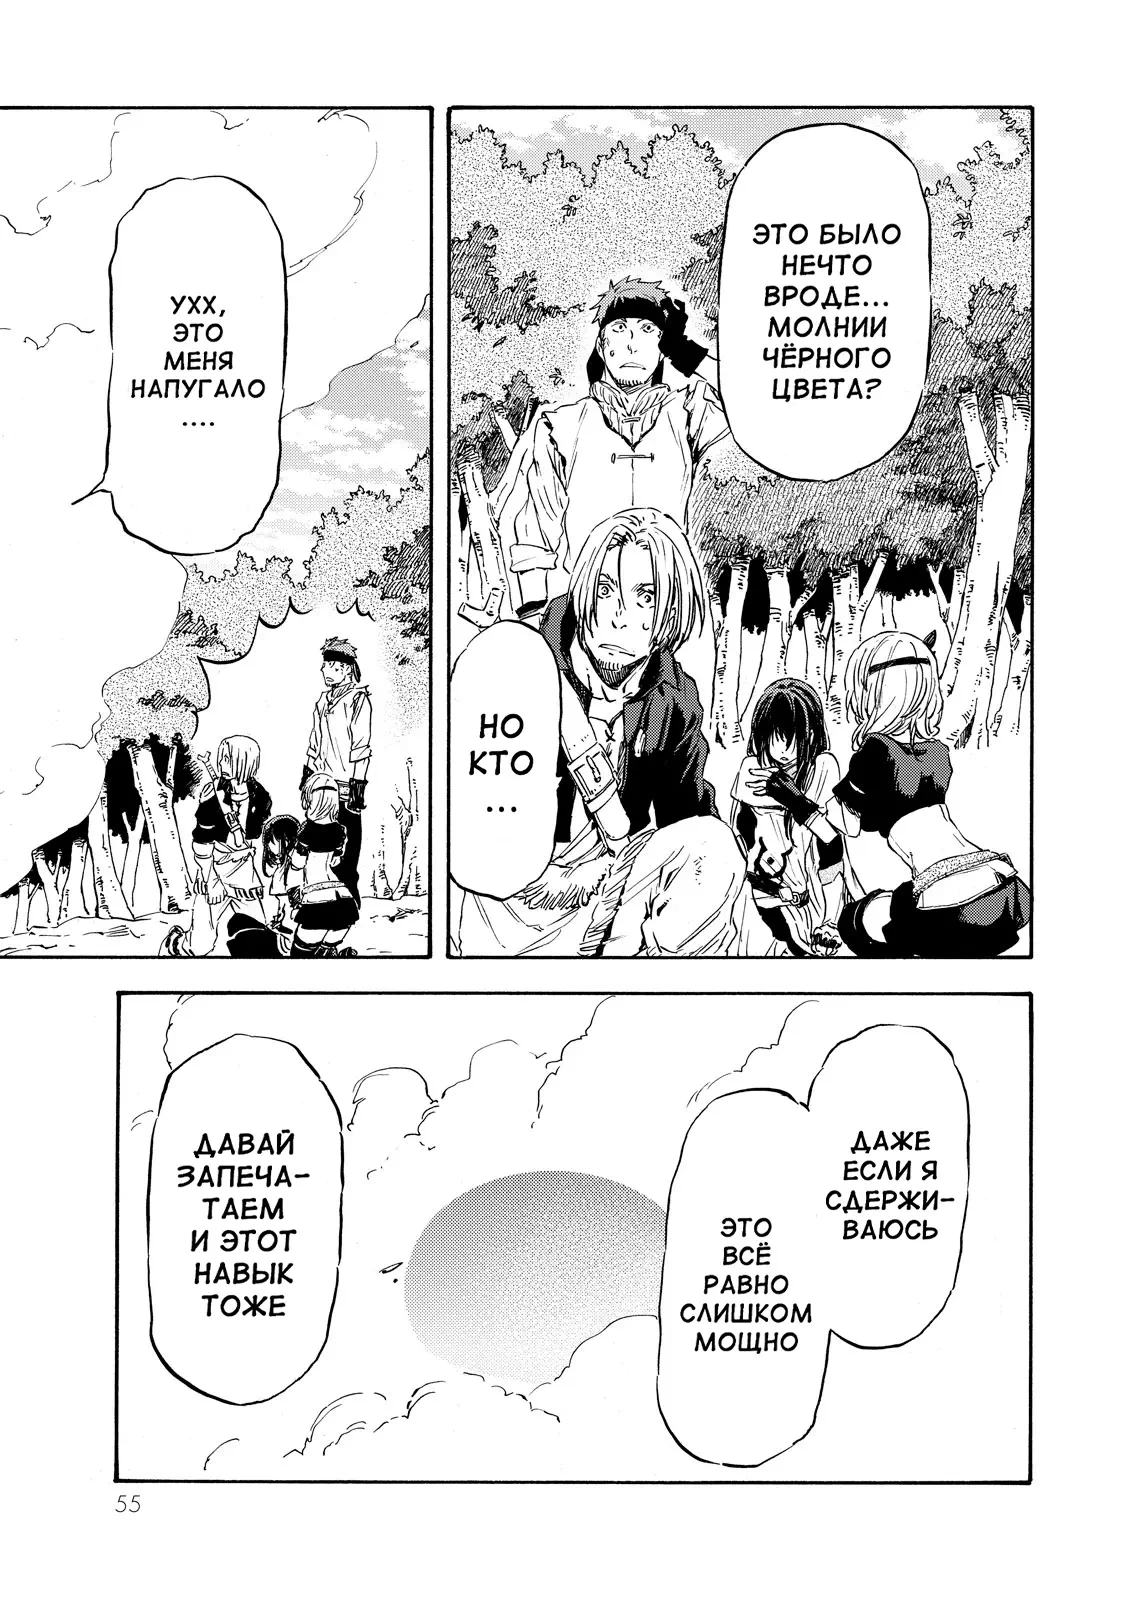 ЭТО БЫЛО
НЕЧТО
ВРОДЕ...
МОЛНИИ
ЧЁРНОГО
ЦВЕТА?
НО
КТО
...
УХХ,
ЭТО
МЕНЯ
НАПУГАЛО
....
ДАЖЕ
ЕСЛИ Я
СДЕРЖИ-
ВАЮСЬ
ЭТО
ВСЁ
РАВНО
СЛИШКОМ
МОЩНО
ДАВАЙ
ЗАПЕЧА-
ТАЕМ
И ЭТОТ
НАВЫК
ТОЖЕ
55